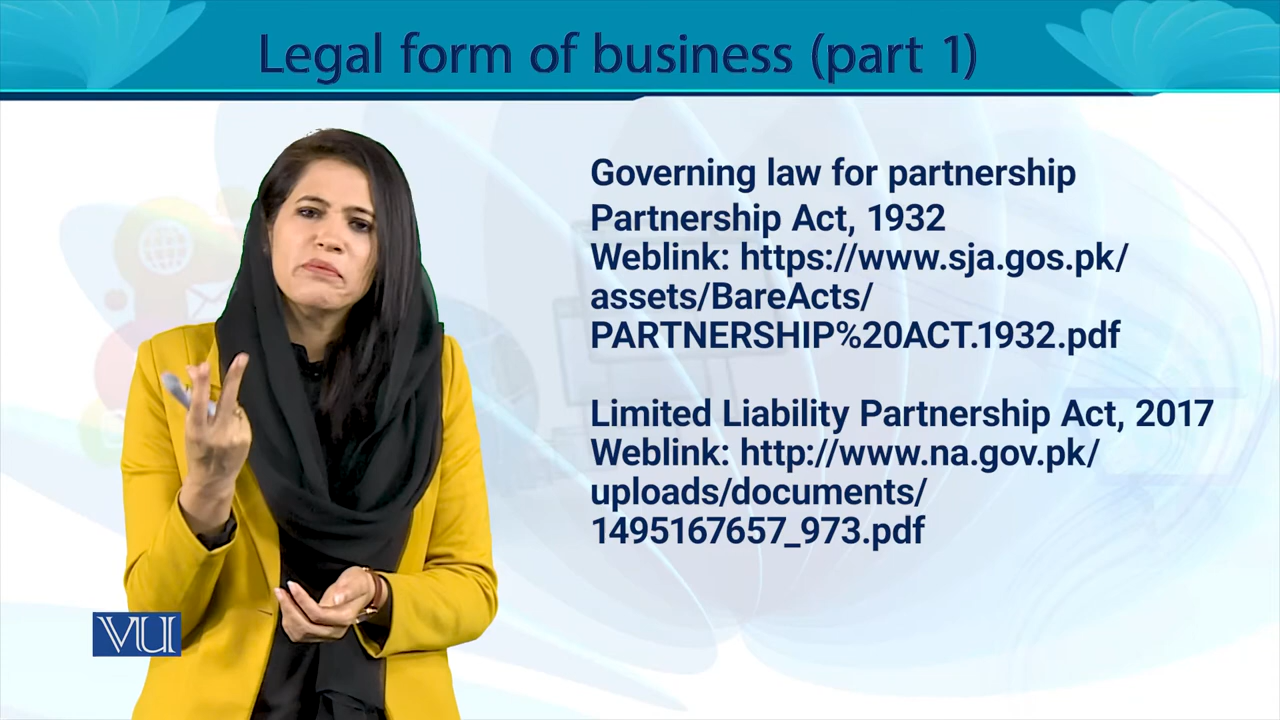 Legal form of business (part 1)
Governing law for partnership
Partnership Act, 1932
Weblink: https://www.sja.gos.pk/
assets/BareActs/
PARTNERSHIP%20ACT.1932.pdf
Limited Liability Partnership Act, 2017
Weblink: http://www.na.gov.pk/
uploads/documents/
1495167657_973.pdf
VU